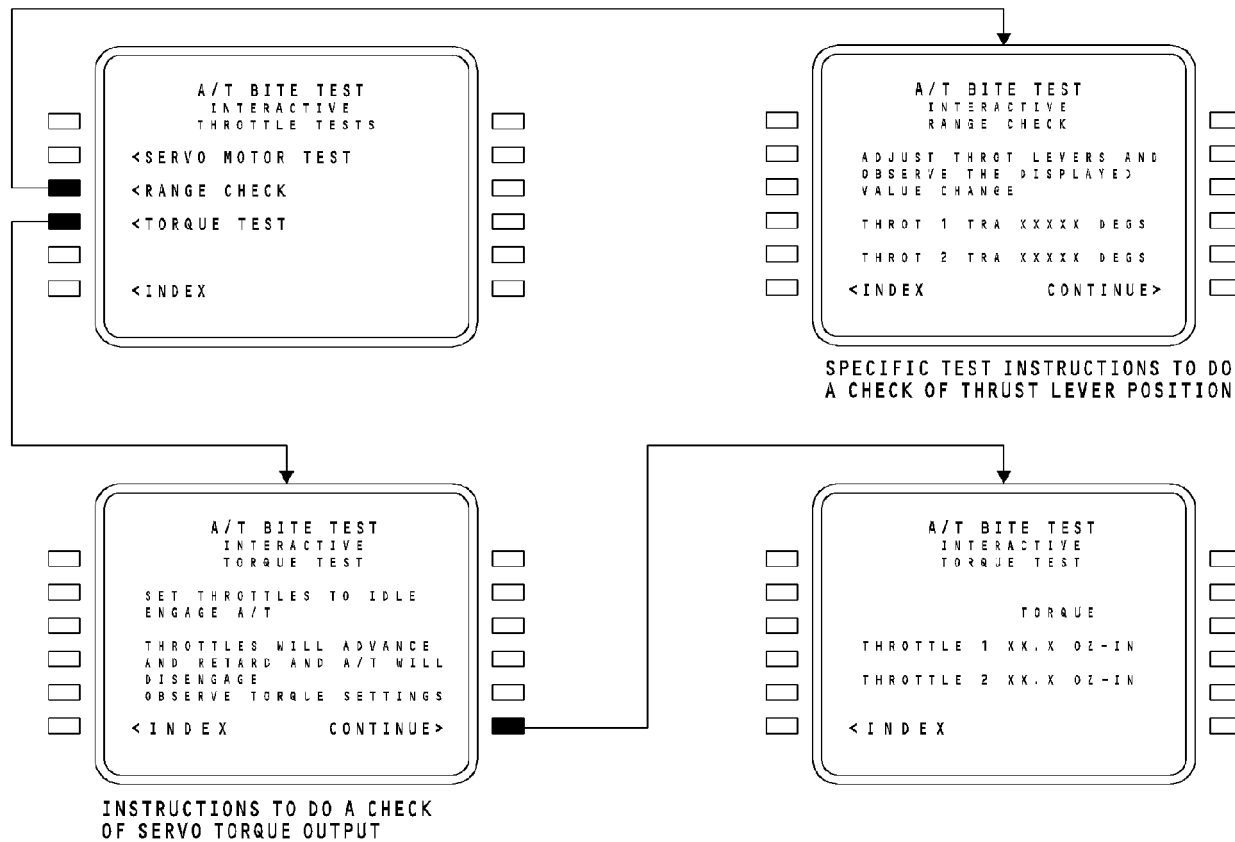 A/T BITE TEST
INTERACTIVE
THROTTLE TESTS
<SERVO MOTOR TEST
<RANGE CHECK
<TORQUE TEST
<INDEX
A/T BITE TEST
INTERACTIVE
RANGE CHECK
ADJUST THROT LEVERS AND
OBSERVE THE DISPLAYED
VALUE CHANGE
THROT 1 TRA XXXXX DEGS
THROT 2 TRA XXXXX DEGS
<INDEX CONTINUE>
SPECIFIC TEST INSTRUCTIONS TO DO
A CHECK OF THRUST LEVER POSITION
A/T BITE TEST
INTERACTIVE
TORQUE TEST
SET THROTTLES TO IDLE
ENGAGE A/T
THROTTLES WILL ADVANCE
AND RETARD AND A/T WILL
DISENGAGE
OBSERVE TORQUE SETTINGS
<INDEX CONTINUE>
INSTRUCTIONS TO DO A CHECK
OF SERVO TORQUE OUTPUT
A/T BITE TEST
INTERACTIVE
TORQUE TEST
TORQUE
THROTTLE 1 XX.X OZ-IN
THROTTLE 2 XX.X OZ-IN
<INDEX